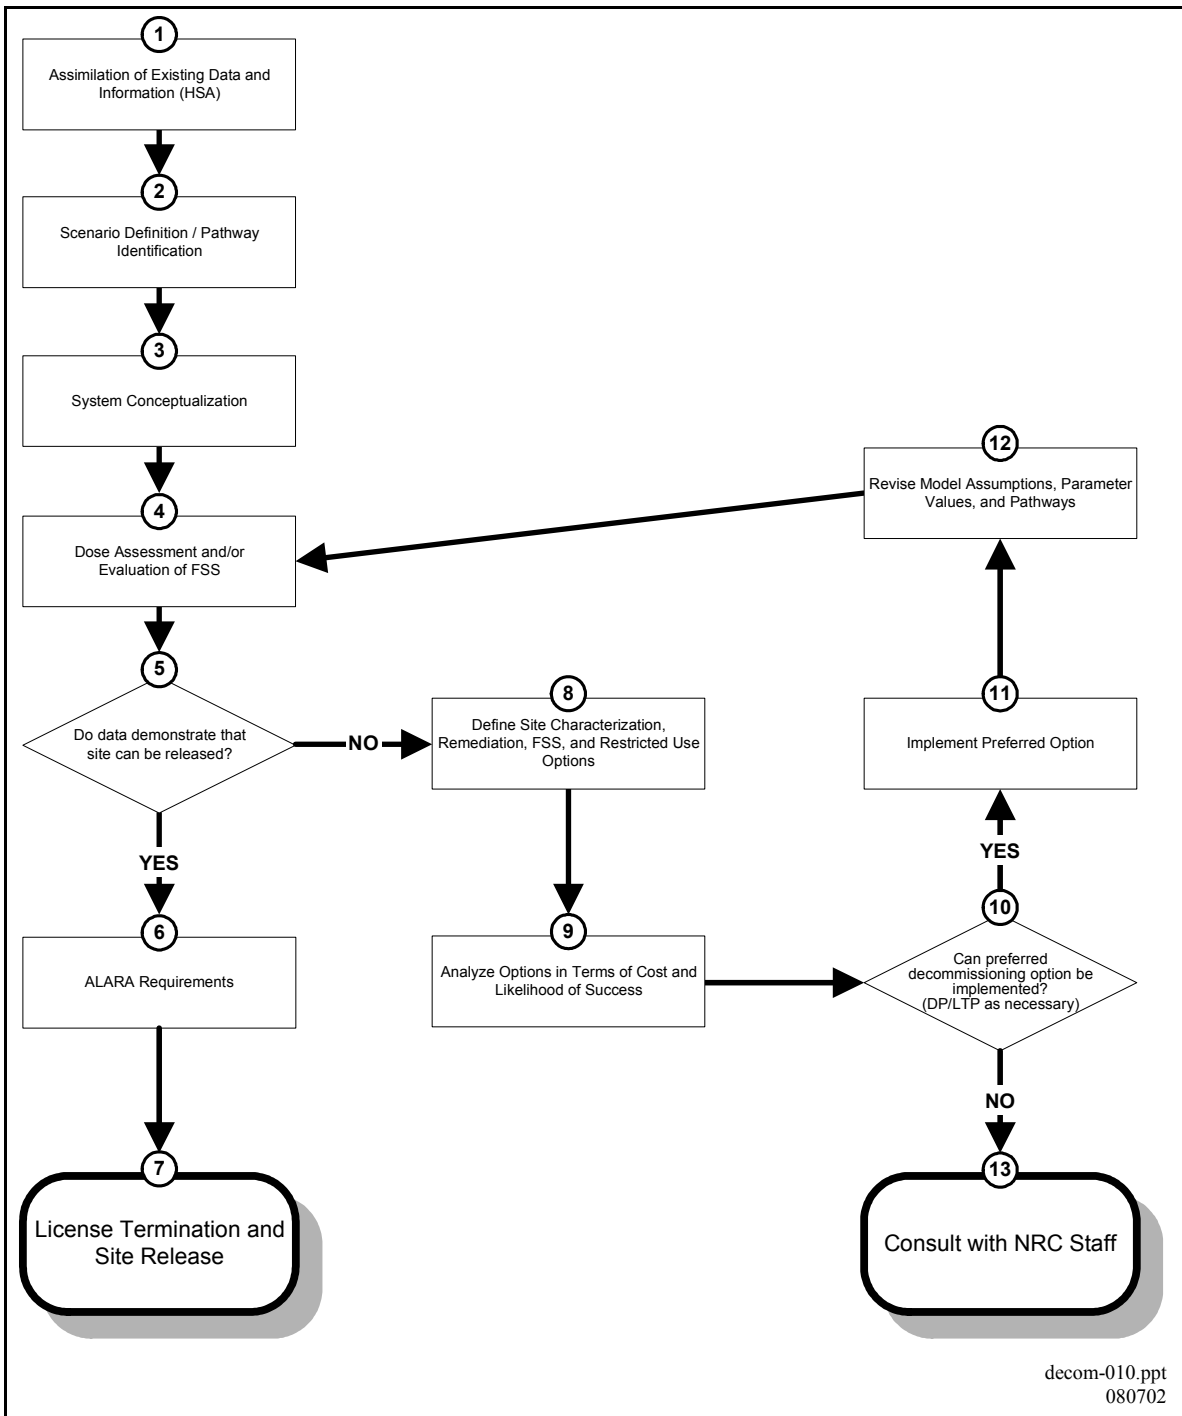 1
Assimilation of Existing Data and
Information (HSA)
2
Scenario Definition / Pathway
Identification
3
System Conceptualization
4
Dose Assessment and/or
Evaluation of FSS
5
Do data demonstrate that
site can be released?
NO
YES
6
ALARA Requirements
7
License Termination and
Site Release
8
Define Site Characterization,
Remediation, FSS, and Restricted Use
Options
9
Analyze Options in Terms of Cost and
Likelihood of Success
10
Can preferred
decommissioning option be
implemented?
(DP/LTP as necessary)
YES
NO
11
Implement Preferred Option
12
Revise Model Assumptions, Parameter
Values, and Pathways
13
Consult with NRC Staff
decom-010.ppt
080702